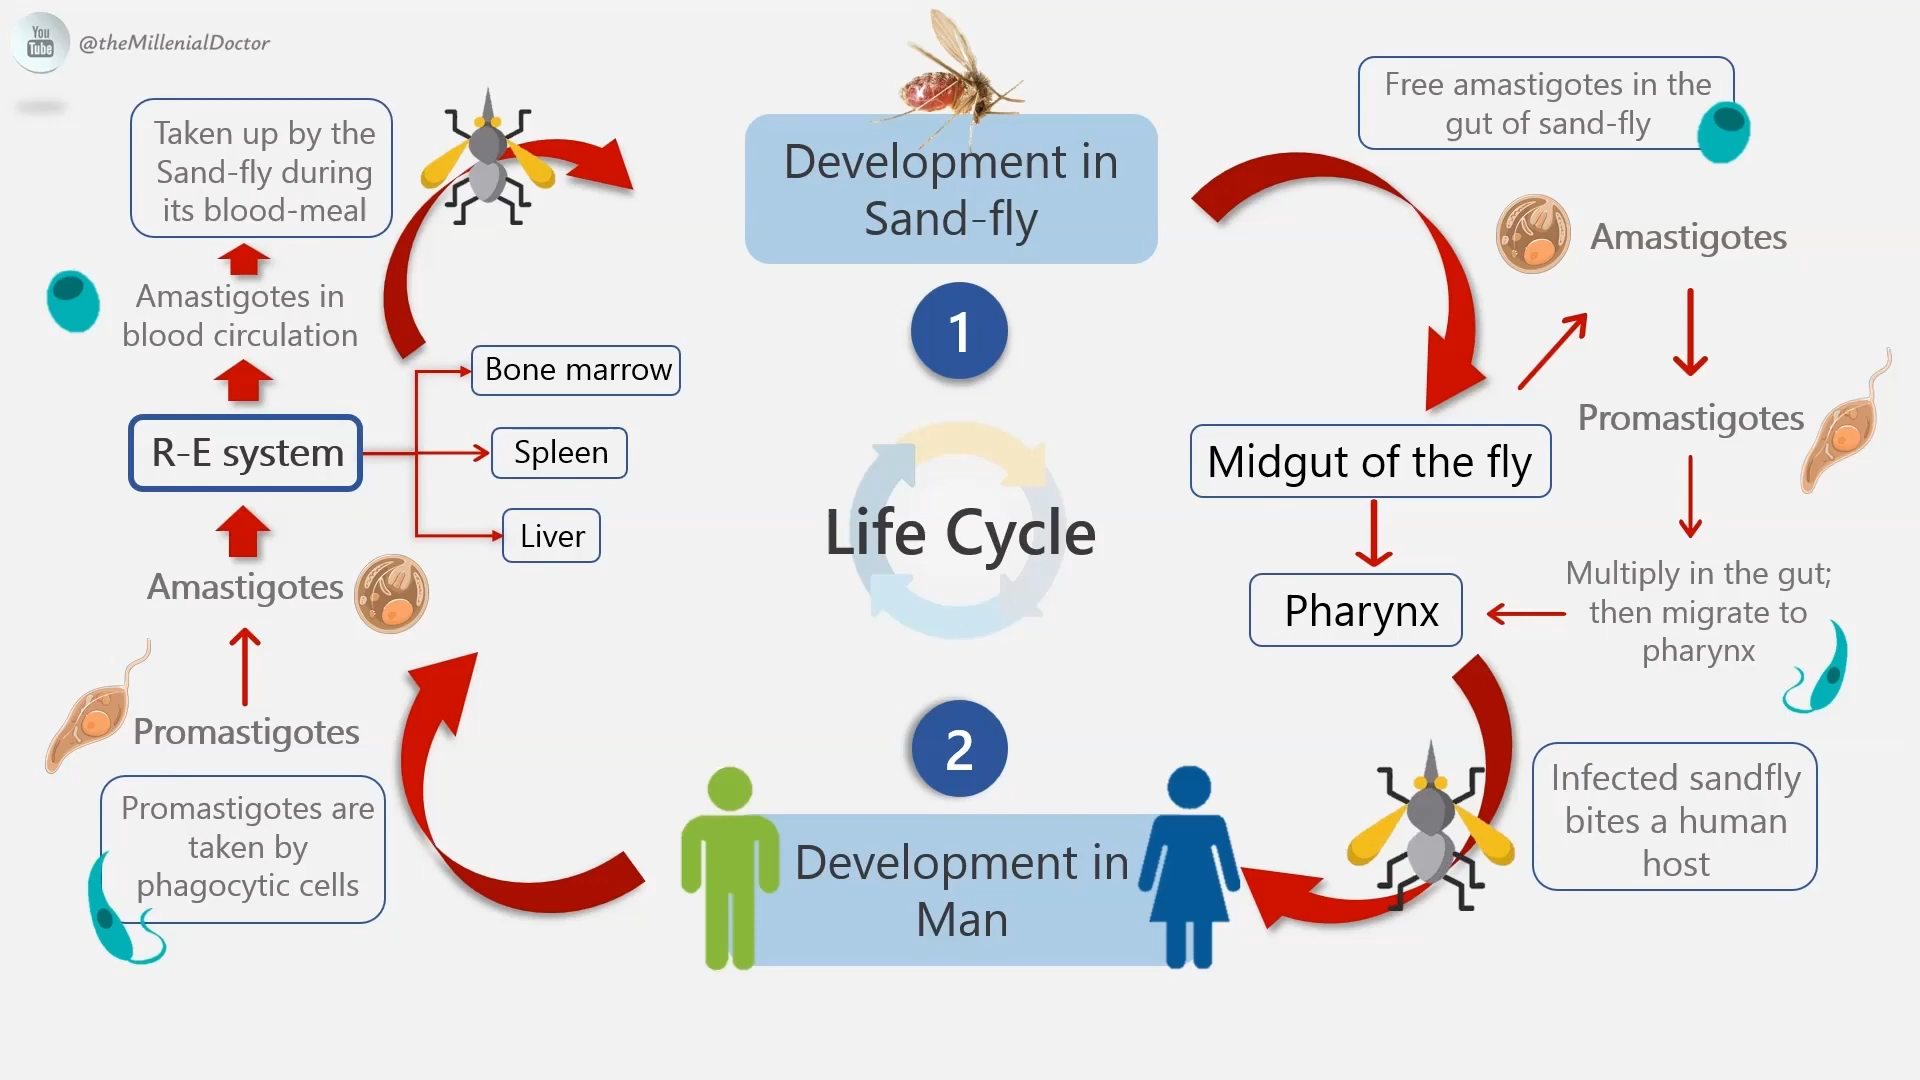 You
Tube
@theMillenialDoctor
Taken up by the
Sand-fly during
its blood-meal
Amastigotes in
blood circulation
R-E system
Bone marrow
Spleen
Liver
Amastigotes
Promastigotes
Promastigotes are
taken by
phagocytic cells
Development in
Sand-fly
1
Life Cycle
2
Development in
Man
Free amastigotes in the
gut of sand-fly
Amastigotes
Promastigotes
Midgut of the fly
Pharynx
Multiply in the gut;
then migrate to
pharynx
Infected sandfly
bites a human
host